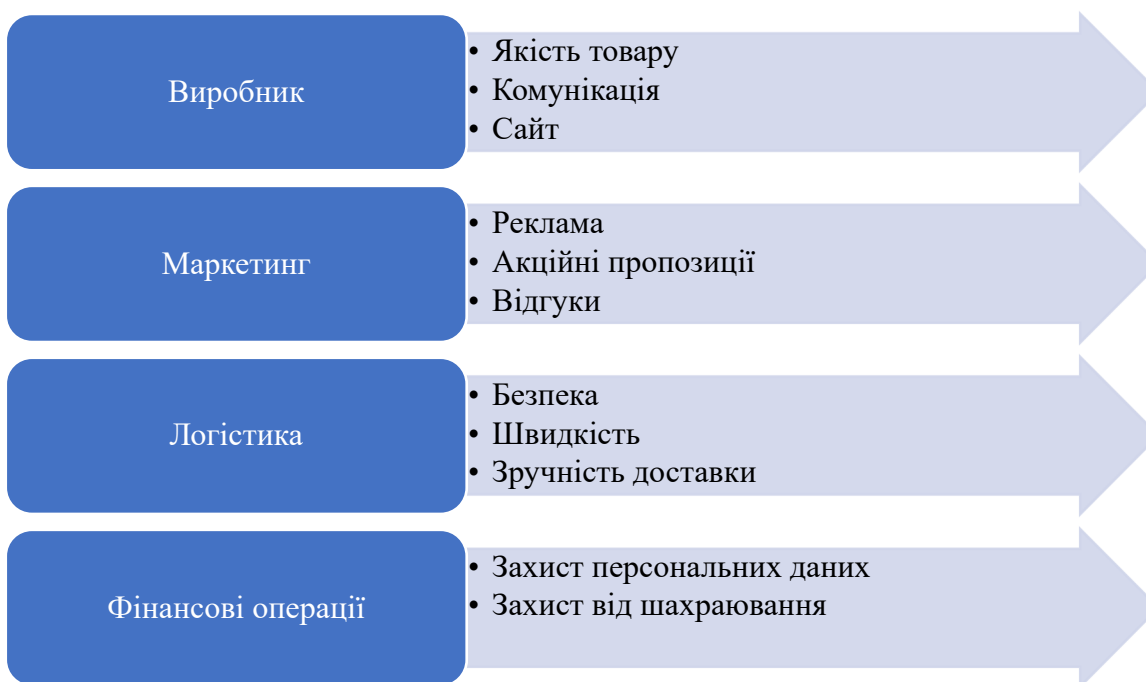 Виробник
• Якість товару
• Комунікація
• Сайт
Маркетинг
• Реклама
• Акційні пропозиції
• Відгуки
Логістика
• Безпека
• Швидкість
• Зручність доставки
Фінансові операції
• Захист персональних даних
• Захист від шахраювання